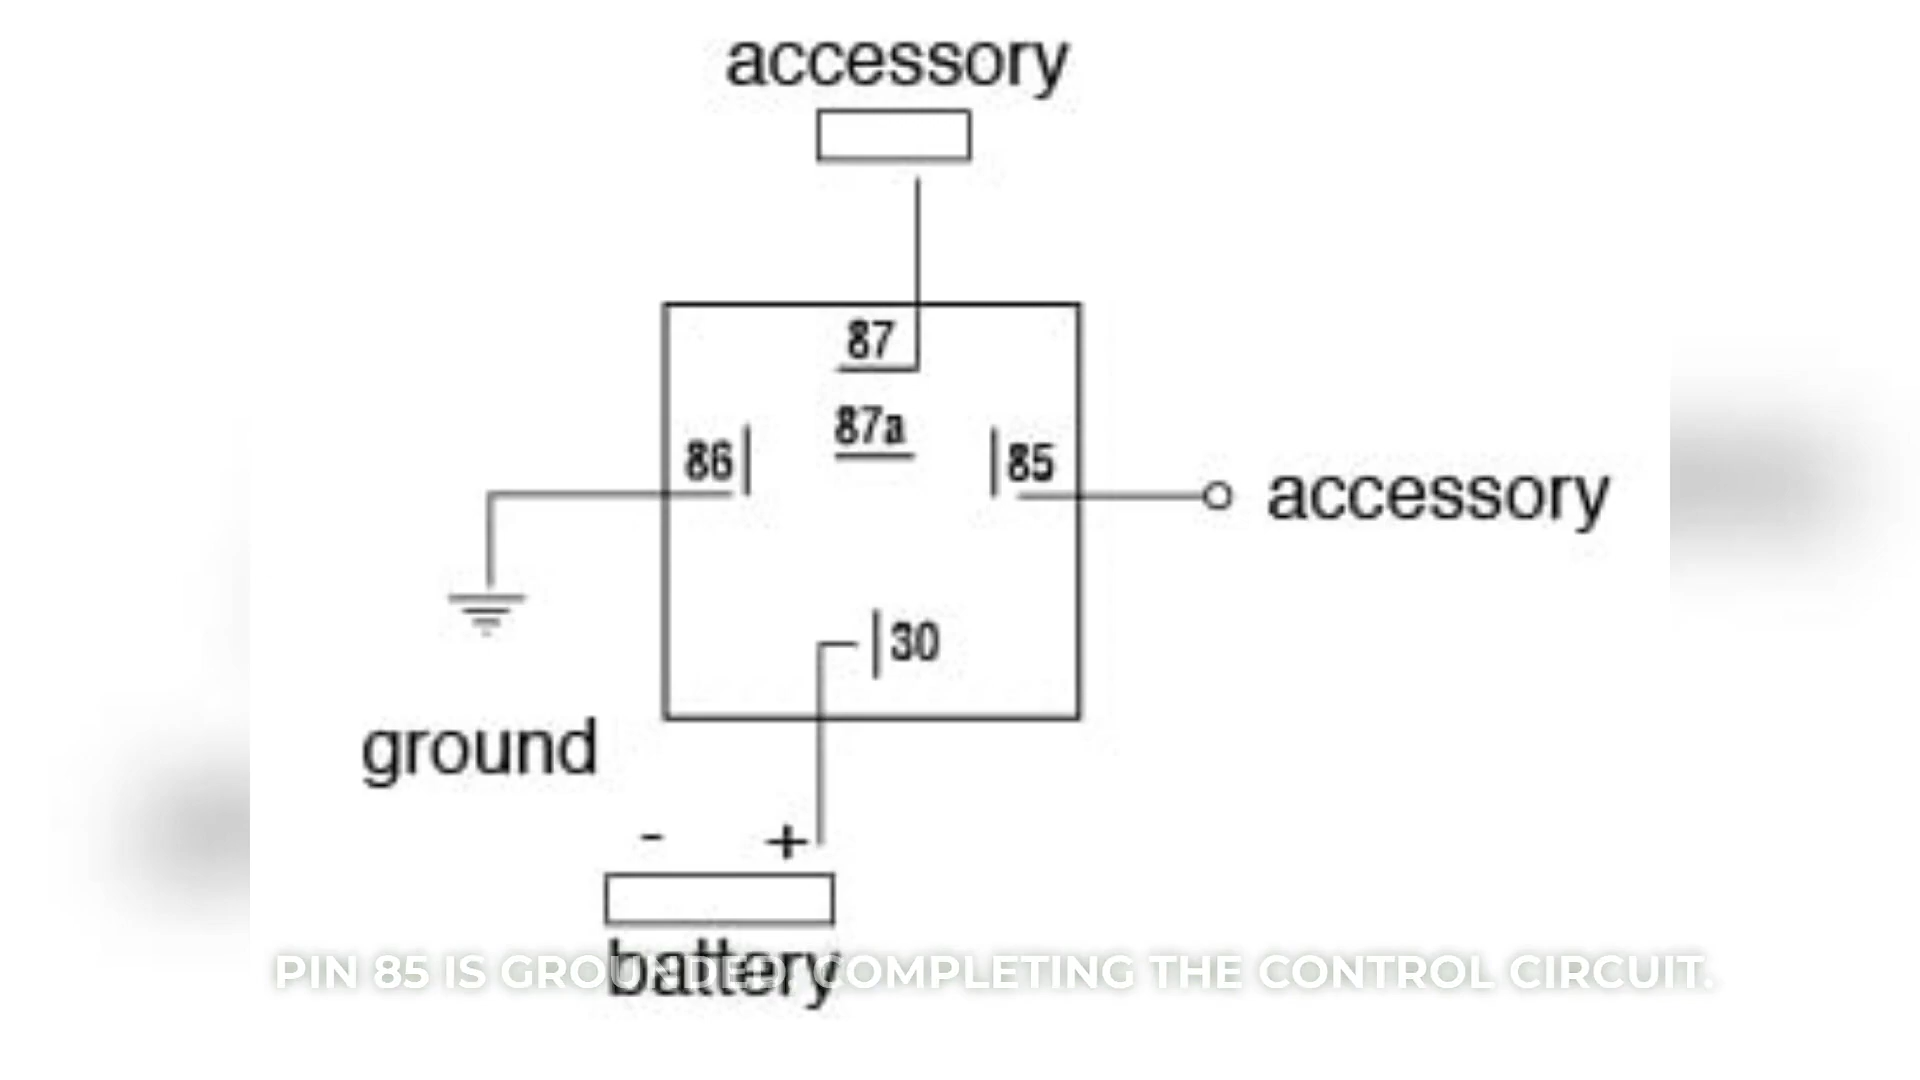 accessory
87
87a
86
85
accessory
30
ground
- +
battery
PIN 85 IS GROUNDED, COMPLETING THE CONTROL CIRCUIT.